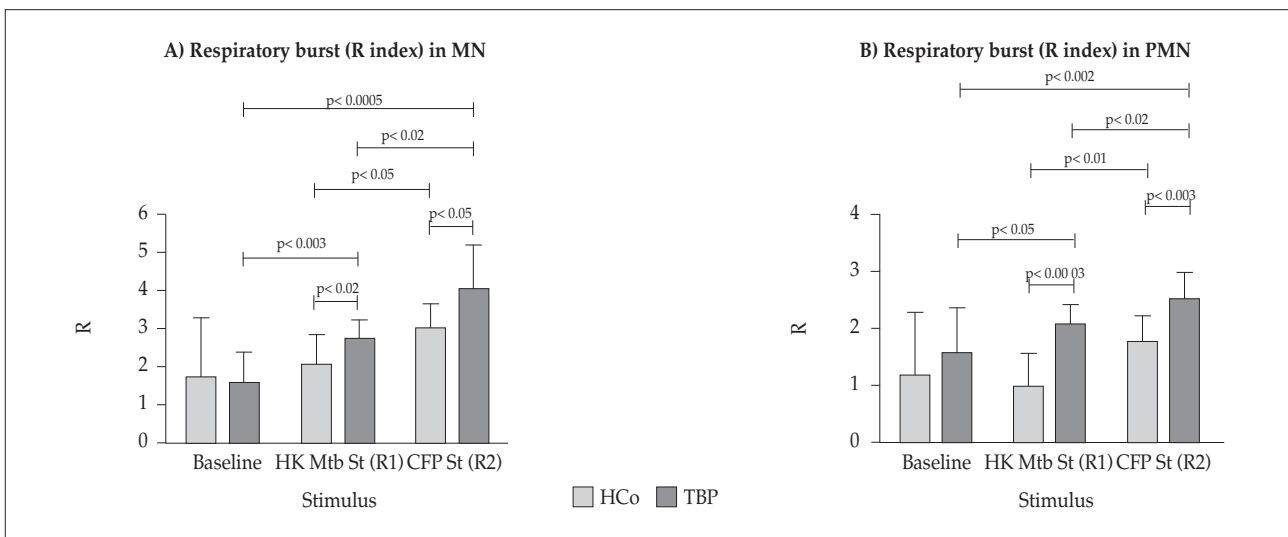 A) Respiratory burst (R index) in MN
p< 0.0005
p< 0.02
p< 0.05
p< 0.05
p< 0.003
p< 0.02
6
5
4
3
2
1
0
R
Baseline HK Mtb St (R1) CFP St (R2)
Stimulus
B) Respiratory burst (R index) in PMN
p< 0.002
p< 0.02
p< 0.01
p< 0.003
p< 0.05
p< 0.00 03
4
3
2
1
0
R
Baseline HK Mtb St (R1) CFP St (R2)
Stimulus
HCo TBP